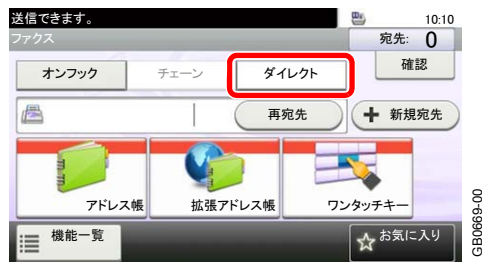 送信できます。
10:10
ファクス
宛先: 0
オンフック
チェーン
ダイレクト
確認
再宛先
新規宛先
アドレス帳
拡張アドレス帳
ワンタッチキー
機能一覧
お気に入り
GB0669-00